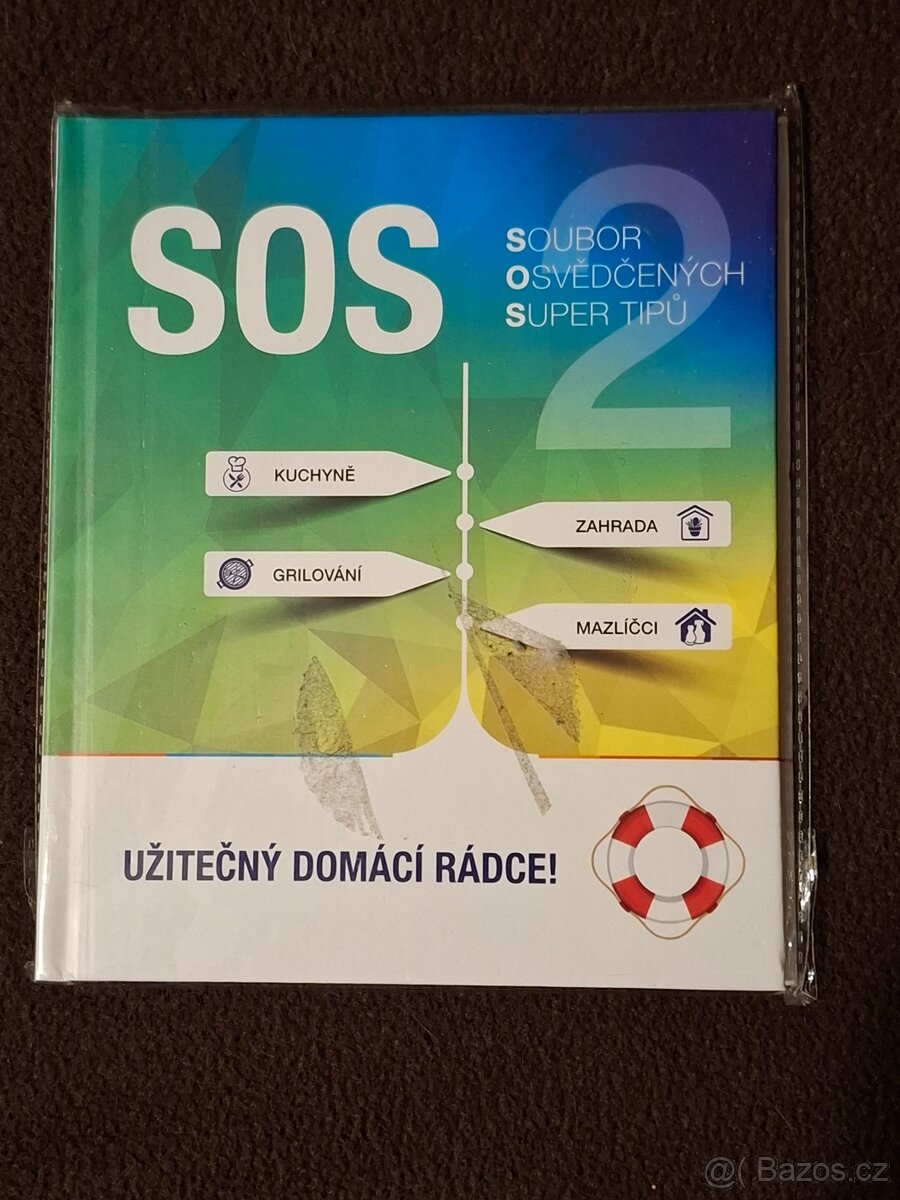 SOS
2
SOUBOR
OSVĚDČENÝCH
SUPER TIPŮ
KUCHYNĚ
ZAHRADA
GRILOVÁNÍ
MAZLÍČCI
UŽITEČNÝ DOMÁCÍ RÁDCE!
@( Bazos.cz